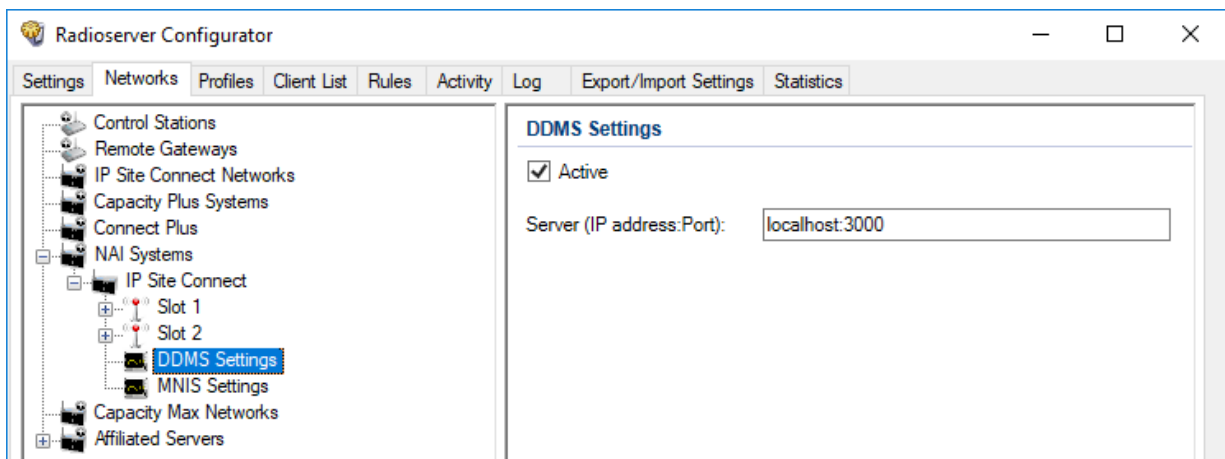 Radioserver Configurator
Settings Networks Profiles Client List Rules Activity Log Export/Import Settings Statistics
Control Stations
Remote Gateways
IP Site Connect Networks
Capacity Plus Systems
Connect Plus
NAI Systems
IP Site Connect
Slot 1
Slot 2
DDMS Settings
MNIS Settings
Capacity Max Networks
Affiliated Servers
DDMS Settings
Active
Server (IP address:Port): localhost:3000